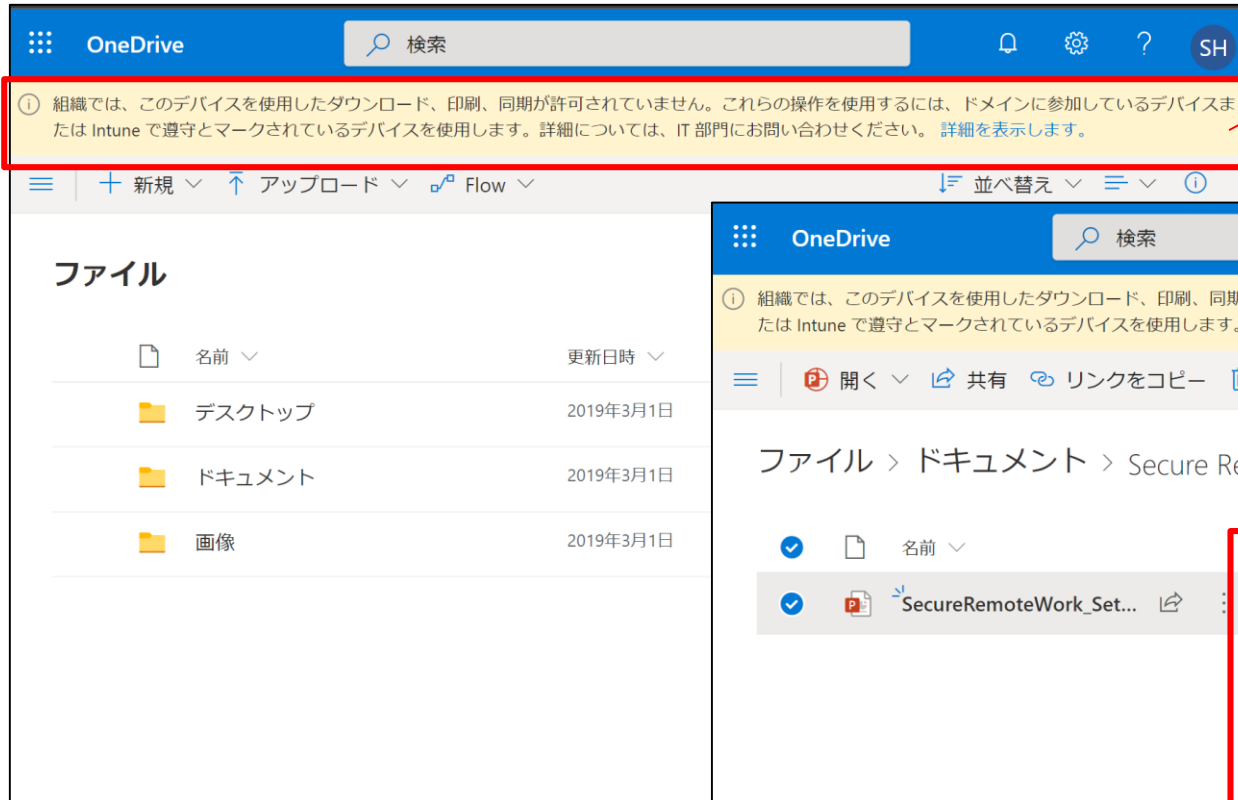 OneDrive
検索
SH
組織では、このデバイスを使用したダウンロード、印刷、同期が許可されていません。これらの操作を使用するには、ドメインに参加しているデバイスま
たは Intune で遵守とマークされているデバイスを使用します。詳細については、IT 部門にお問い合わせください。 詳細を表示します。
新規
アップロード
Flow
並べ替え
ファイル
名前
更新日時
デスクトップ
2019年3月1日
ドキュメント
2019年3月1日
画像
2019年3月1日
OneDrive
検索
組織では、このデバイスを使用したダウンロード、印刷、同期
たは Intune で遵守とマークされているデバイスを使用します。
開く
共有
リンクをコピー
ファイル > ドキュメント > Secure Re
名前
SecureRemoteWork_Set...